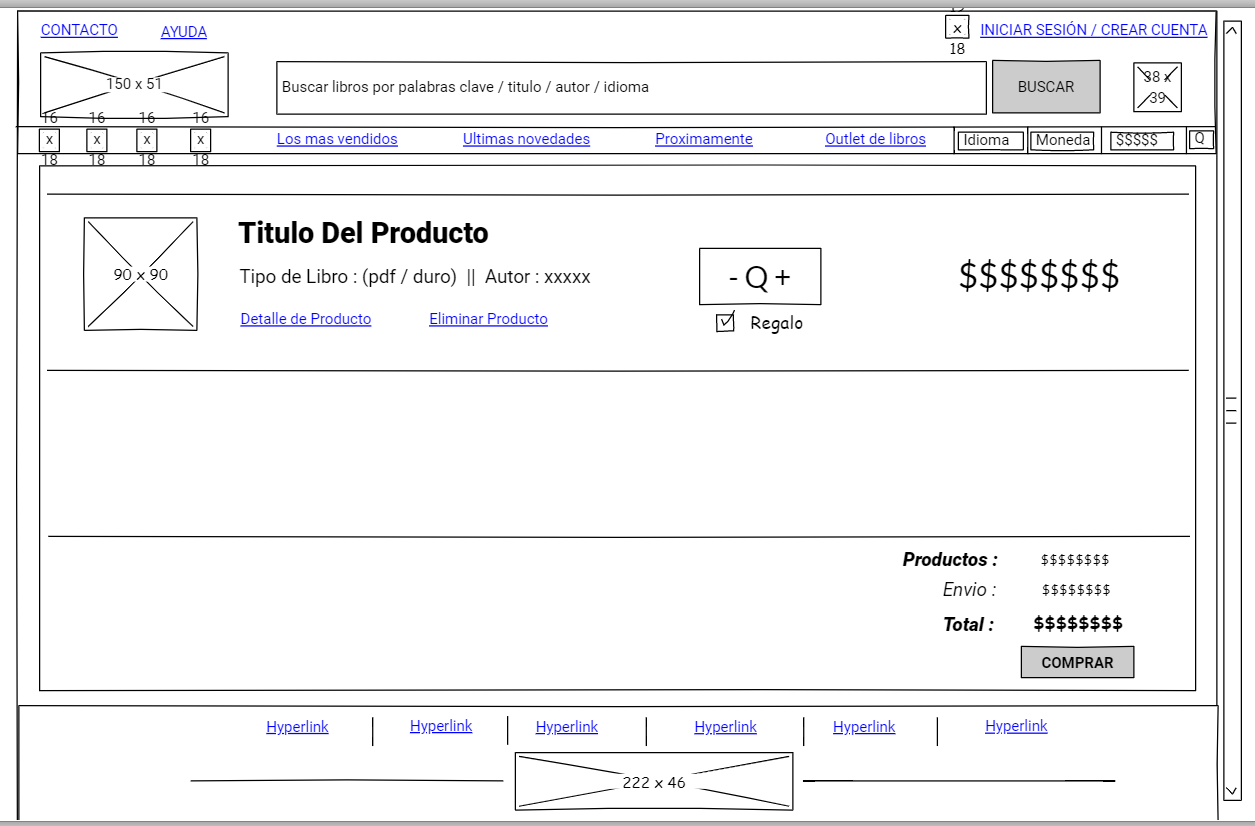 CONTACTO AYUDA
x INICIAR SESIÓN / CREAR CUENTA
18
150 x 51 Buscar libros por palabras clave / titulo / autor / idioma BUSCAR 38 x
39
16 16 16 16
x x x x Los mas vendidos Ultimas novedades Proximamente Outlet de libros Idioma Moneda $$$$$ Q
18 18 18 18
Titulo Del Producto
90 x 90 Tipo de Libro : (pdf / duro) || Autor : xxxxx - Q + $$$$$$$$
Detalle de Producto Eliminar Producto Regalo
Productos : $$$$$$$$
Envio : $$$$$$$$
Total : $$$$$$$$
COMPRAR
Hyperlink Hyperlink Hyperlink Hyperlink Hyperlink Hyperlink
222 x 46